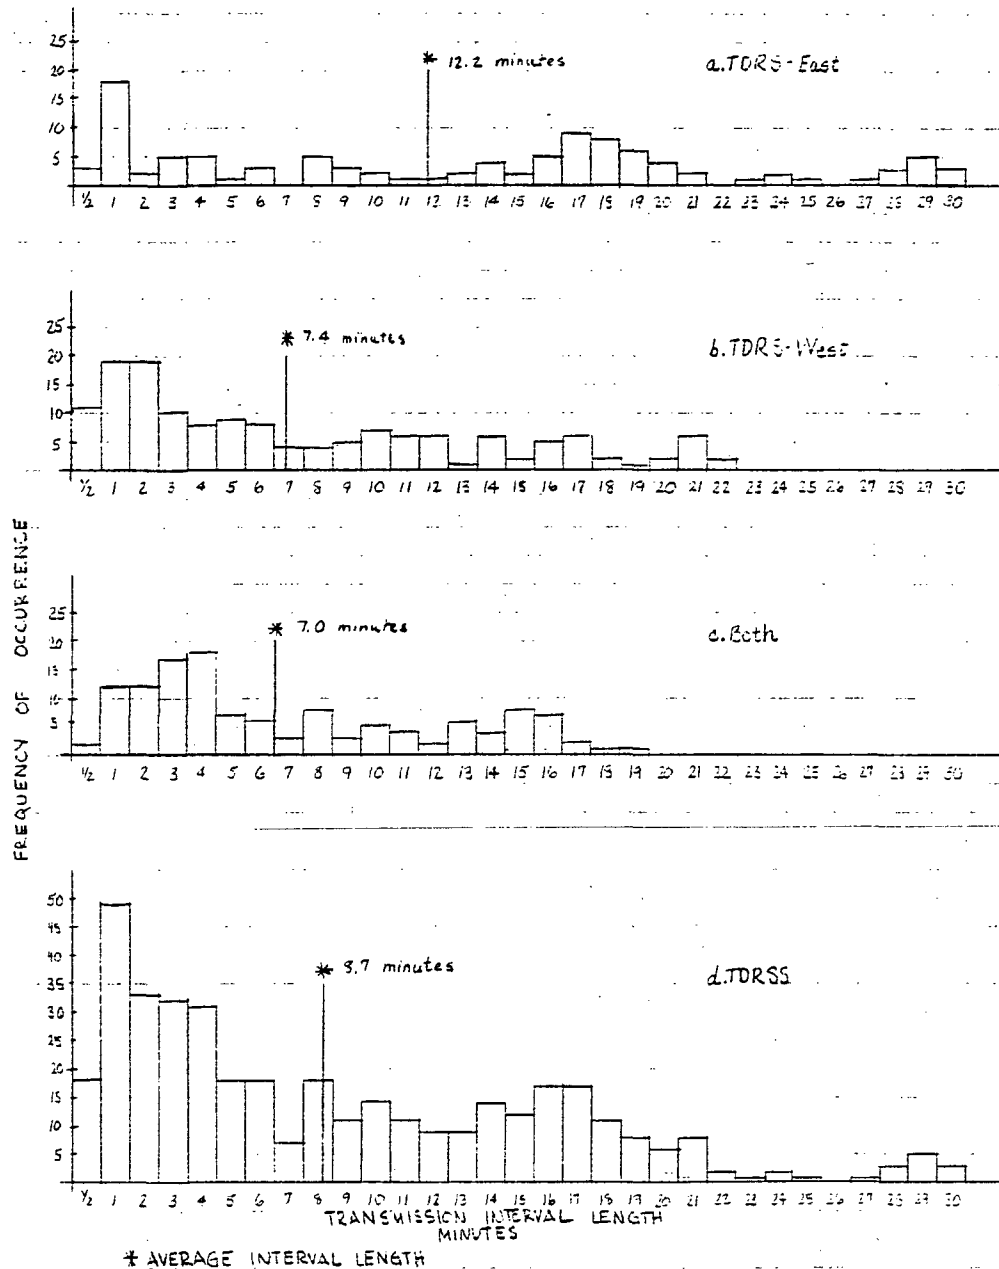 25
20
15
10
5
* 12.2 minutes
a. TDRS-East
½ 1 2 3 4 5 6 7 8 9 10 11 12 13 14 15 16 17 18 19 20 21 22 23 24 25 26 27 28 29 30
25
20
15
10
5
* 7.4 minutes
b. TDRS-West
½ 1 2 3 4 5 6 7 8 9 10 11 12 13 14 15 16 17 18 19 20 21 22 23 24 25 26 27 28 29 30
FREQUENCY OF OCCURRENCE
25
20
15
10
5
* 7.0 minutes
c. Both
½ 1 2 3 4 5 6 7 8 9 10 11 12 13 14 15 16 17 18 19 20 21 22 23 24 25 26 27 28 29 30
50
45
40
35
30
25
20
15
10
5
* 8.7 minutes
d. TDRSS
½ 1 2 3 4 5 6 7 8 9 10 11 12 13 14 15 16 17 18 19 20 21 22 23 24 25 26 27 28 29 30
TRANSMISSION INTERVAL LENGTH
MINUTES
* AVERAGE INTERVAL LENGTH